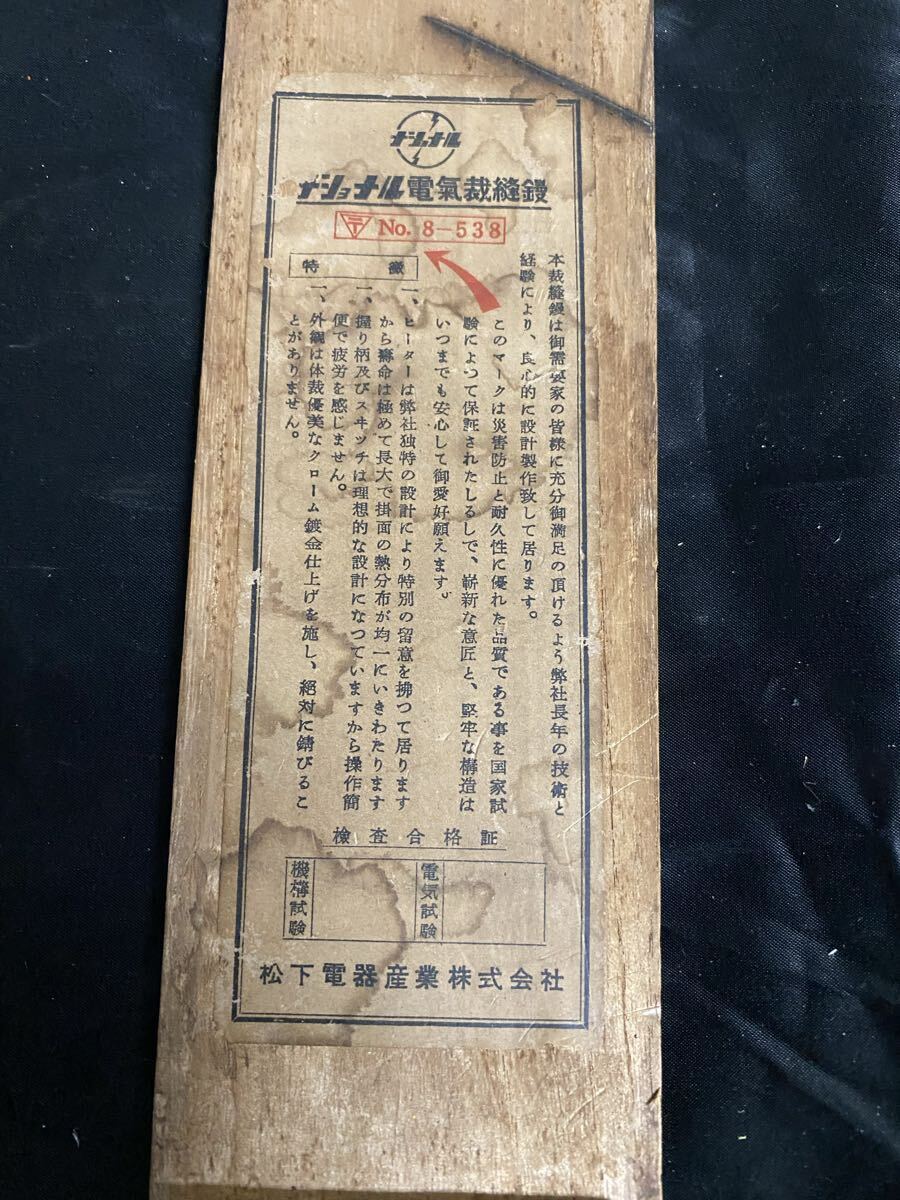 ナショナル
ナショナル電氣裁縫鏝
〒 No. 8-538
本裁縫鏝は御需要家の皆様に充分御満足の頂けるよう弊社長年の技術と
経験により、良心的に設計製作致して居ります。
このマークは災害防止と耐久性に優れた品質である事を国家試
験によつて保証されたしるしで、嶄新な意匠と、堅牢な構造は
いつまでも安心して御愛好願えます。
特徴
一、ヒーターは弊社独特の設計により特別の留意を拂つて居ります
から壽命は極めて長大で掛面の熱分布が均一にいきわたります
一、握り柄及びスヰッチは理想的な設計になつていますから操作簡
便で疲労を感じません。
一、外観は体裁優美なクローム鍍金仕上げを施し、絶対に錆びるこ
とがありません。
検査合格証
機構試験
電気試験
松下電器産業株式会社